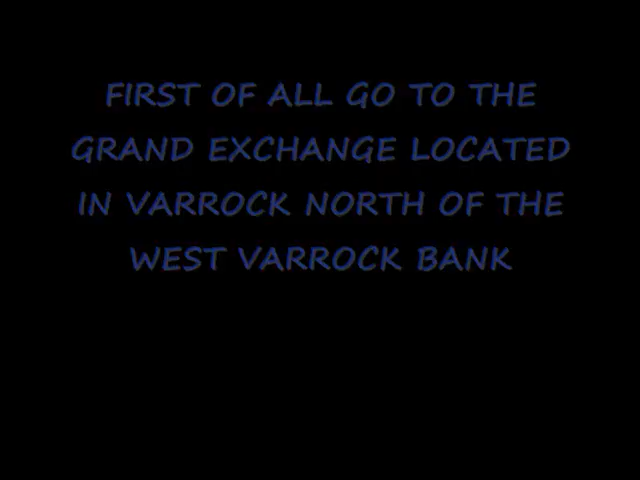 FIRST OF ALL GO TO THE
GRAND EXCHANGE LOCATED
IN VARROCK NORTH OF THE
WEST VARROCK BANK